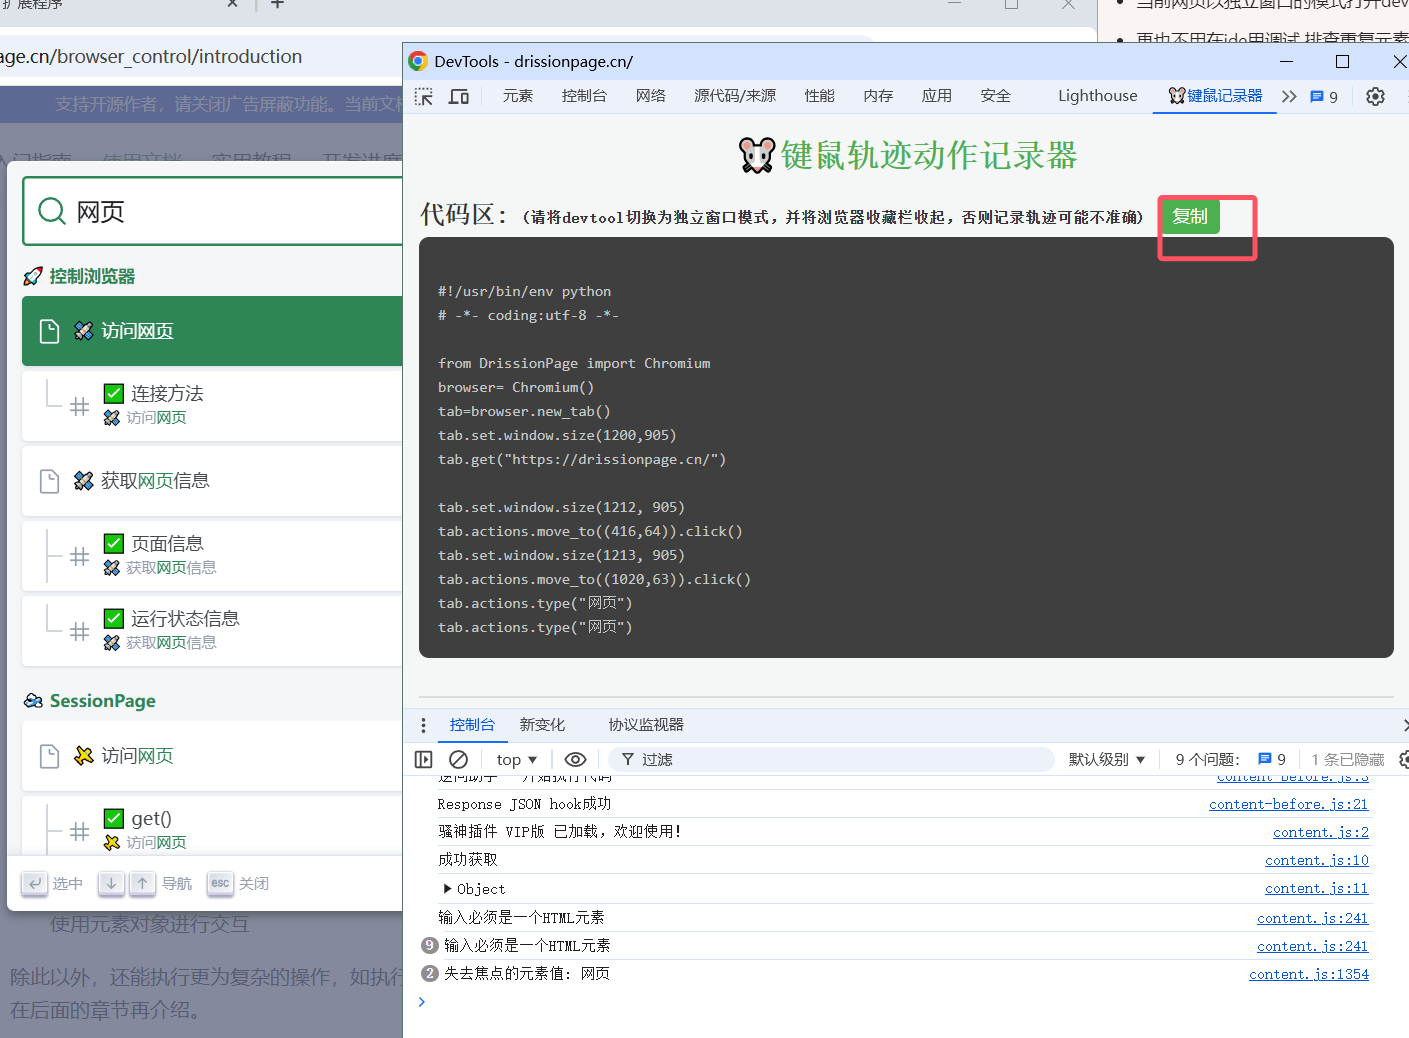 扩展程序
当前网页以独立窗口的模式打开dev
再也不用在ide里调试,排查重复元素
age.cn/browser_control/introduction
DevTools - drissionpage.cn/
元素 控制台 网络 源代码/来源 性能 内存 应用 安全 Lighthouse 🐭键鼠记录器 9
支持开源作者，请关闭广告屏蔽功能。当前文档
入门指南 使用文档 实用教程 开发进度
🐭键鼠轨迹动作记录器
网页
代码区：（请将devtool切换为独立窗口模式，并将浏览器收藏栏收起，否则记录轨迹可能不准确） 复制
🚀 控制浏览器
🛰️ 访问网页
✅ 连接方法
🛰️ 访问网页
🛰️ 获取网页信息
✅ 页面信息
🛰️ 获取网页信息
✅ 运行状态信息
🛰️ 获取网页信息
SessionPage
访问网页
✅ get()
访问网页
选中 导航 esc 关闭
使用元素对象进行交互
除此以外，还能执行更为复杂的操作，如执行
在后面的章节再介绍。
#!/usr/bin/env python
# -*- coding:utf-8 -*-
from DrissionPage import Chromium
browser= Chromium()
tab=browser.new_tab()
tab.set.window.size(1200,905)
tab.get("https://drissionpage.cn/")
tab.set.window.size(1212, 905)
tab.actions.move_to((416,64)).click()
tab.set.window.size(1213, 905)
tab.actions.move_to((1020,63)).click()
tab.actions.type("网页")
tab.actions.type("网页")
控制台 新变化 协议监视器
top 过滤 默认级别 9 个问题： 9 1 条已隐藏
content-before.js:3
Response JSON hook成功 content-before.js:21
骚神插件 VIP版 已加载，欢迎使用！ content.js:2
成功获取 content.js:10
Object content.js:11
输入必须是一个HTML元素 content.js:241
9 输入必须是一个HTML元素 content.js:241
2 失去焦点的元素值: 网页 content.js:1354